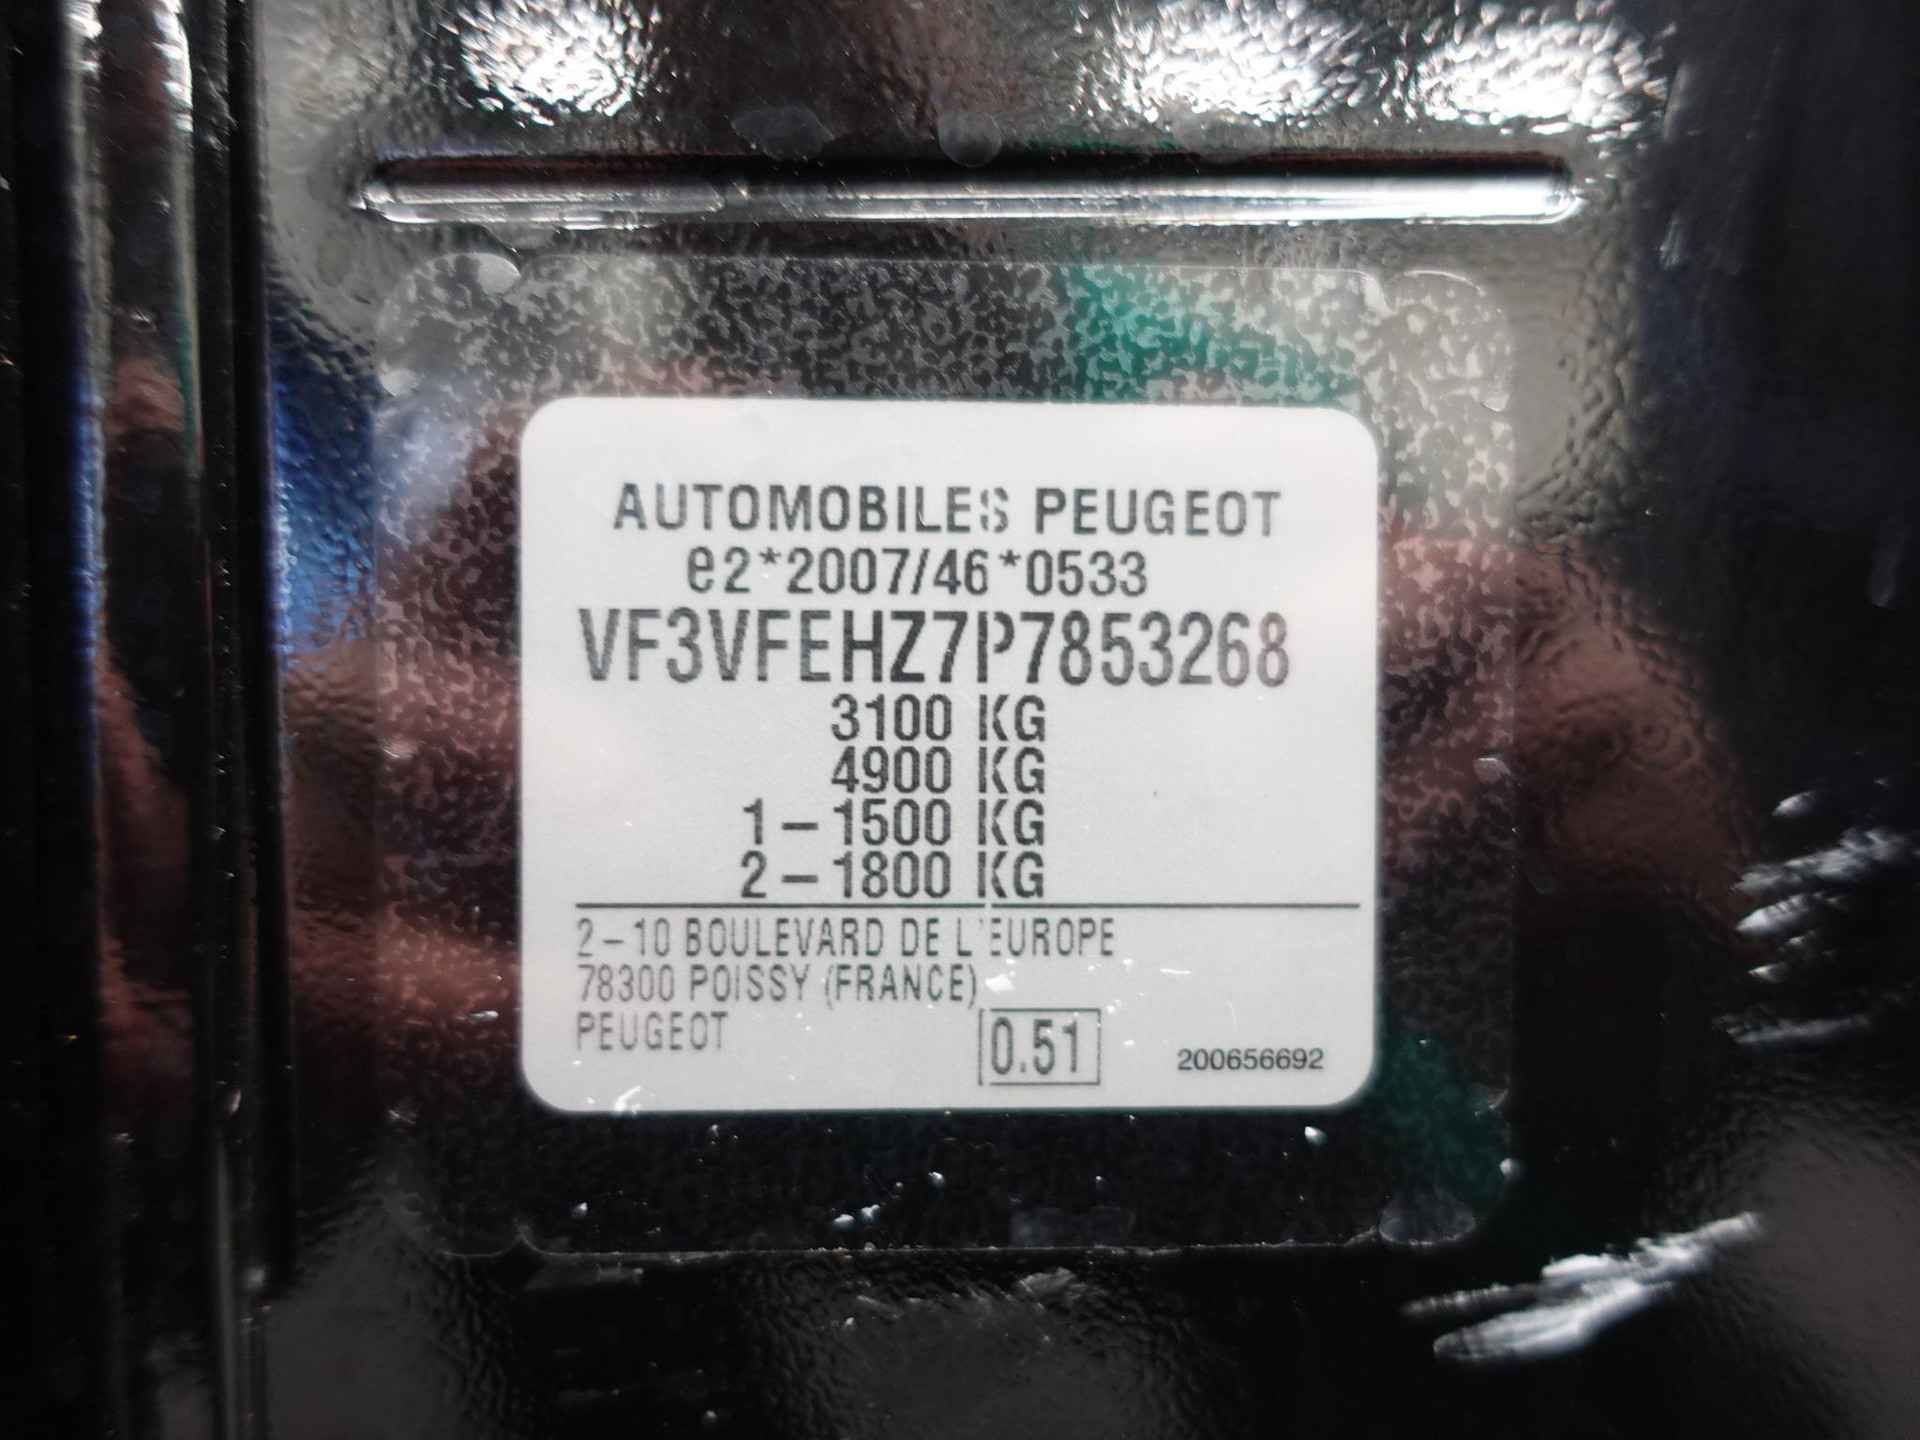 AUTOMOBILES PEUGEOT
e2*2007/46*0533
VF3VFEHZ7P7853268
3100 KG
4900 KG
1-1500 KG
2-1800 KG
2-10 BOULEVARD DE L'EUROPE
78300 POISSY (FRANCE)
PEUGEOT
0.51
200656692